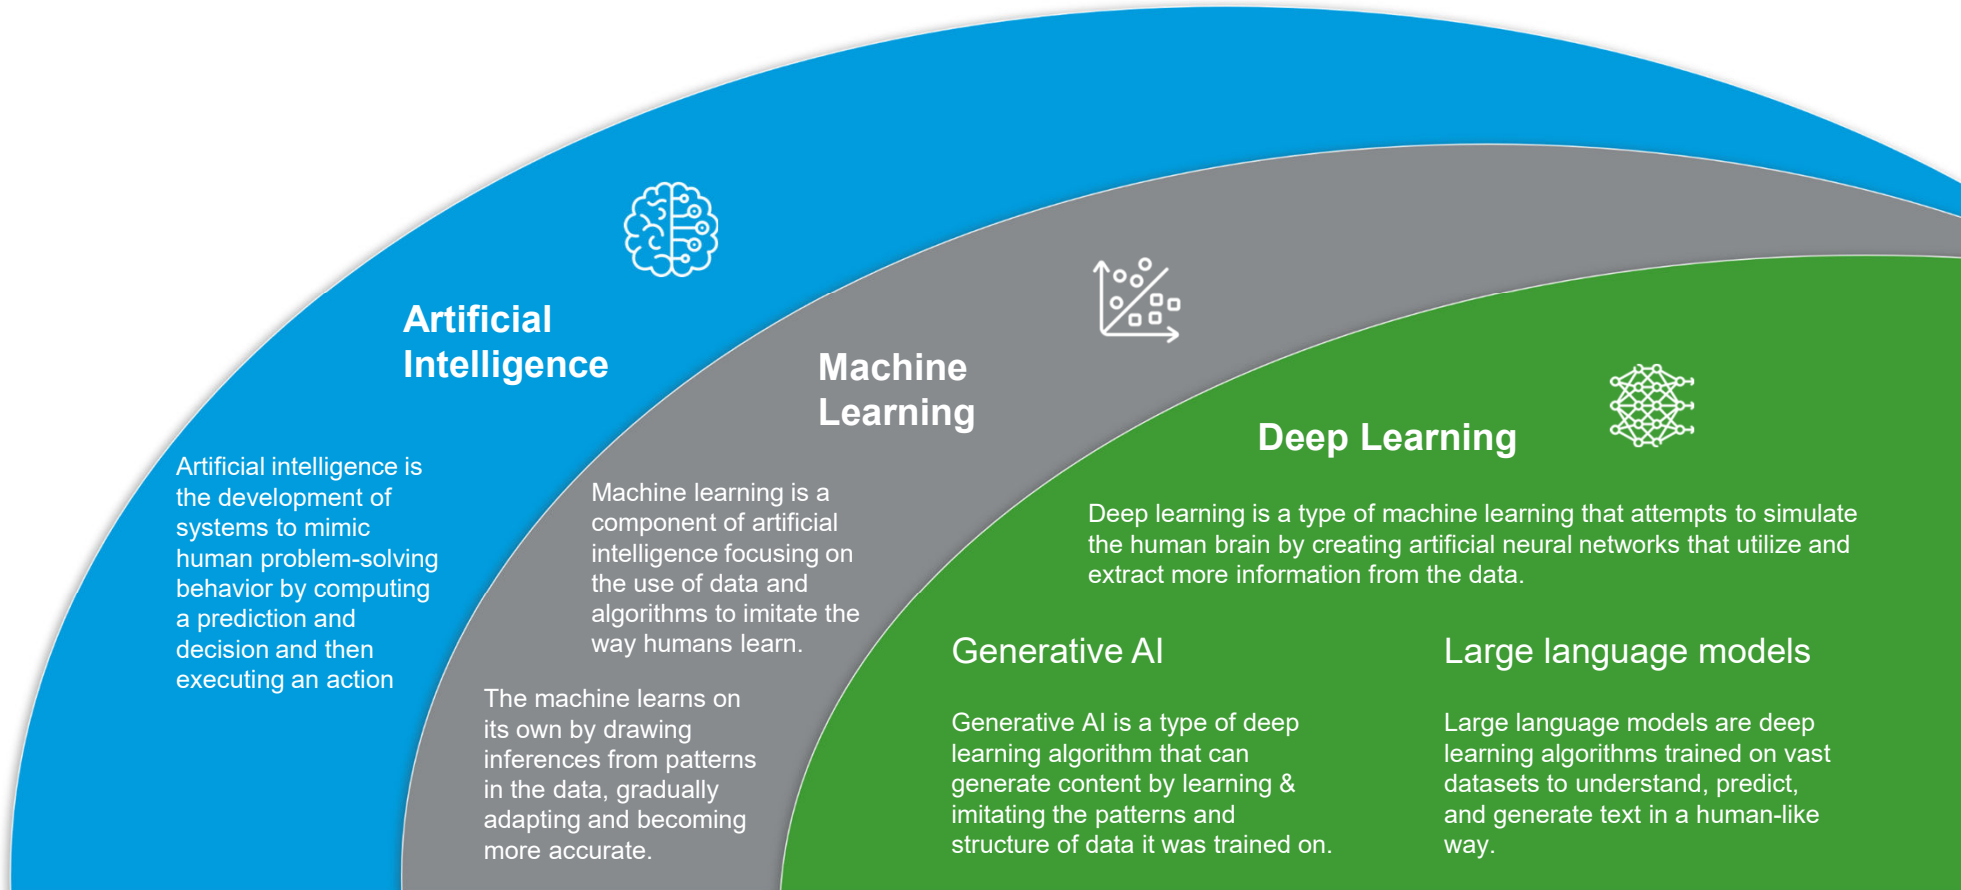 Artificial
Intelligence
Artificial intelligence is
the development of
systems to mimic
human problem-solving
behavior by computing
a prediction and
decision and then
executing an action
Machine
Learning
Machine learning is a
component of artificial
intelligence focusing on
the use of data and
algorithms to imitate the
way humans learn.
The machine learns on
its own by drawing
inferences from patterns
in the data, gradually
adapting and becoming
more accurate.
Deep Learning
Deep learning is a type of machine learning that attempts to simulate
the human brain by creating artificial neural networks that utilize and
extract more information from the data.
Generative AI
Generative AI is a type of deep
learning algorithm that can
generate content by learning &
imitating the patterns and
structure of data it was trained on.
Large language models
Large language models are deep
learning algorithms trained on vast
datasets to understand, predict,
and generate text in a human-like
way.